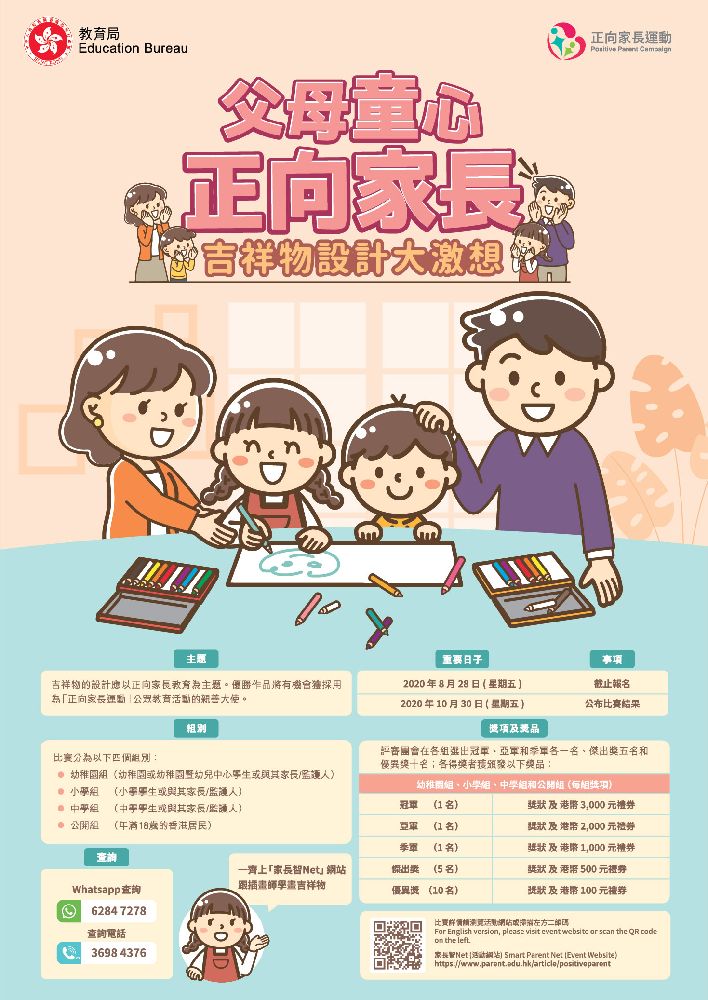 教育局
Education Bureau
HONG KONG
正向家長運動
Positive Parent Campaign
父母童心
正向家長
吉祥物設計大激想
主題
吉祥物的設計應以正向家長教育為主題。優勝作品將有機會獲採用
為「正向家長運動」公眾教育活動的親善大使。
重要日子 事項
2020 年 8 月 28 日 ( 星期五 ) 截止報名
2020 年 10 月 30 日 ( 星期五 ) 公布比賽結果
組別
比賽分為以下四個組別：
● 幼稚園組（幼稚園或幼稚園暨幼兒中心學生或與其家長/監護人）
● 小學組 （小學學生或與其家長/監護人）
● 中學組 （中學學生或與其家長/監護人）
● 公開組 （年滿18歲的香港居民）
獎項及獎品
評審團會在各組選出冠軍、亞軍和季軍各一名、傑出獎五名和
優異獎十名；各得獎者獲頒發以下獎品：
幼稚園組、小學組、中學組和公開組（每組獎項）
冠軍 （1 名） 獎狀 及 港幣 3,000 元禮券
亞軍 （1 名） 獎狀 及 港幣 2,000 元禮券
季軍 （1 名） 獎狀 及 港幣 1,000 元禮券
傑出獎 （5 名） 獎狀 及 港幣 500 元禮券
優異獎 （10 名） 獎狀 及 港幣 100 元禮券
查詢
Whatsapp查詢
6284 7278
查詢電話
3698 4376
一齊上「家長智Net」網站
跟插畫師學畫吉祥物
比賽詳情請瀏覽活動網站或掃描左方二維碼
For English version, please visit event website or scan the QR code
on the left.
家長智Net (活動網站) Smart Parent Net (Event Website)
https://www.parent.edu.hk/article/positiveparent